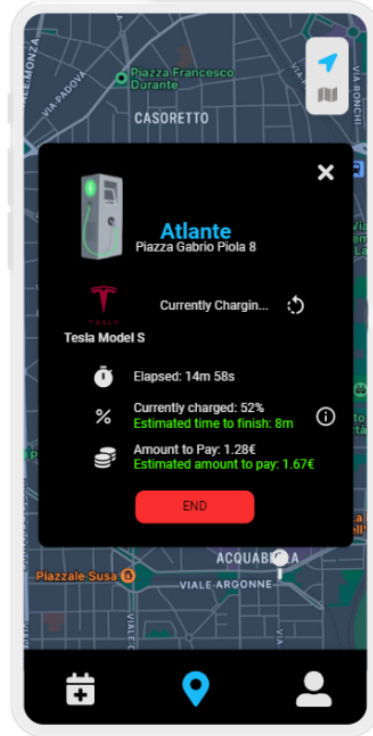 ALE-MONZA
VIA-PADOVA
Piazza Francesco
Durante
CASORETTO
VIA-RONCHI
Atlante
Piazza Gabrio Piola 8
TESLA
Currently Chargin...
Tesla Model S
Elapsed: 14m 58s
%
Currently charged: 52%
Estimated time to finish: 8m
Amount to Pay: 1.28€
Estimated amount to pay: 1.67€
END
Piazzale Susa
VIALE-ARGONNE